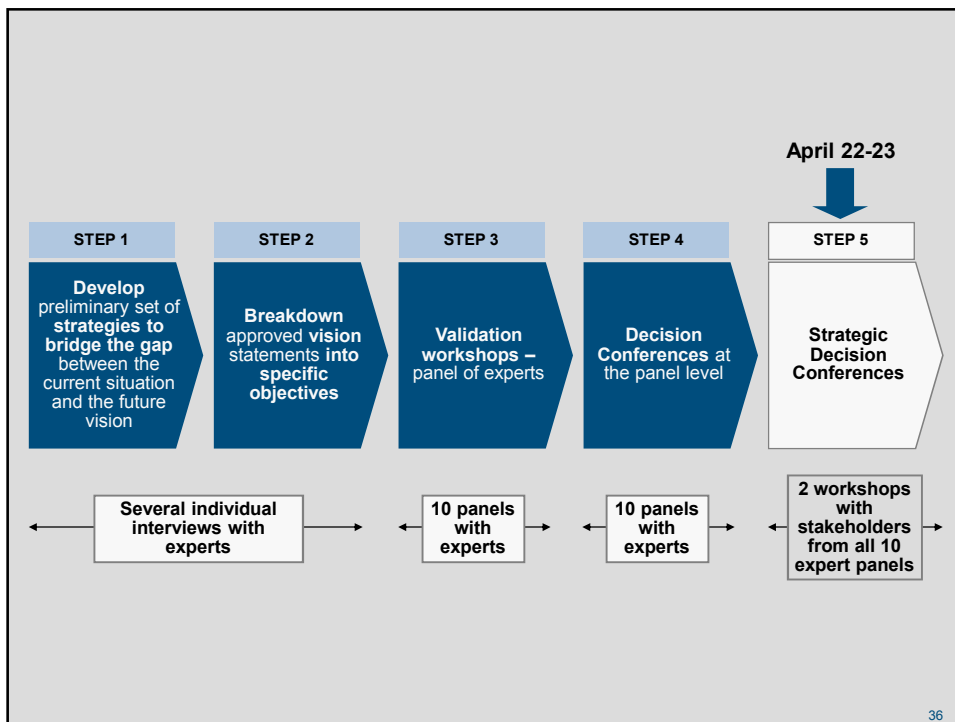 April 22-23
STEP 1
STEP 2
STEP 3
STEP 4
STEP 5
Develop
preliminary set of
strategies to
bridge the gap
between the
current situation
and the future
vision
Breakdown
approved vision
statements into
specific
objectives
Validation
workshops –
panel of experts
Decision
Conferences at
the panel level
Strategic
Decision
Conferences
Several individual
interviews with
experts
10 panels
with
experts
10 panels
with
experts
2 workshops
with
stakeholders
from all 10
expert panels
36